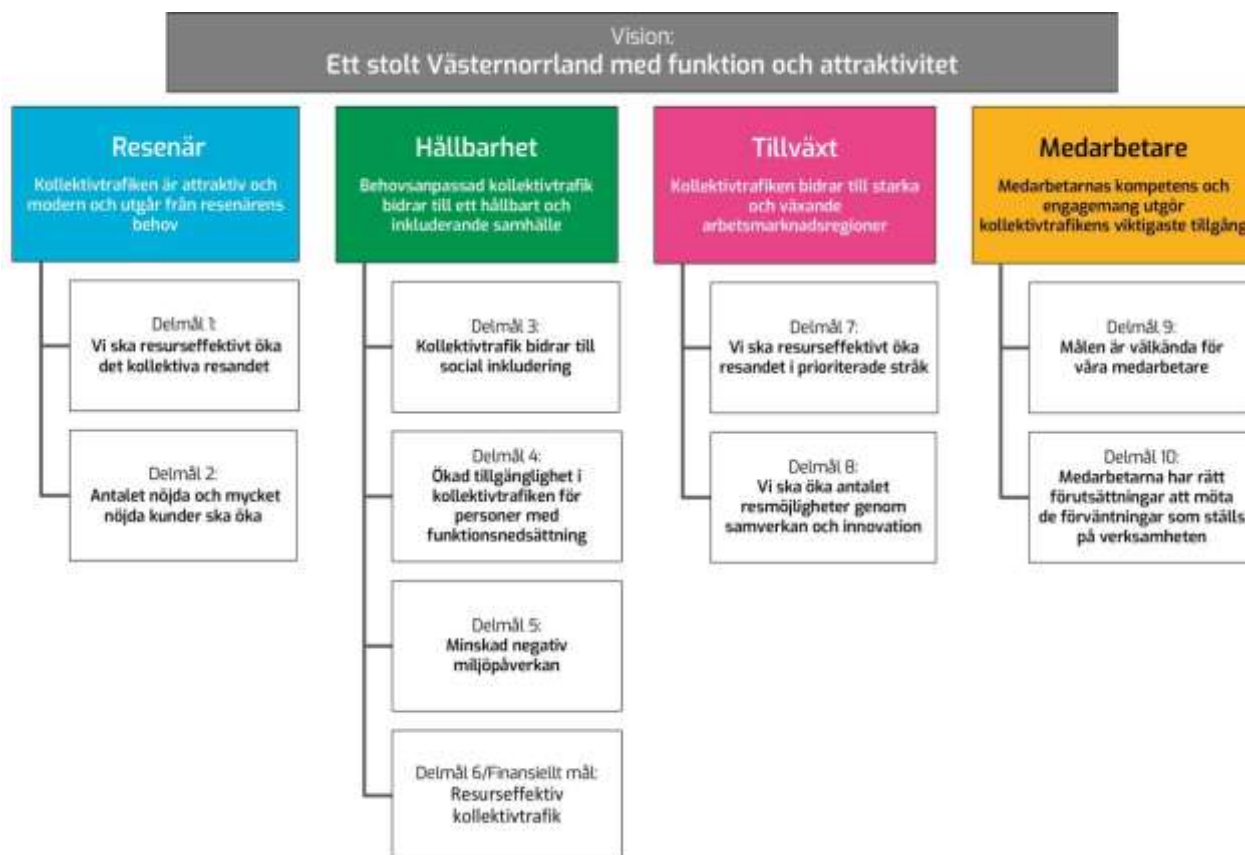 Vision:
Ett stolt Västernorrland med funktion och attraktivitet
Resenär
Kollektivtrafiken är attraktiv och
modern och utgår från resenärens
behov
Delmål 1:
Vi ska resurseffektivt öka
det kollektiva resandet
Delmål 2:
Antalet nöjda och mycket
nöjda kunder ska öka
Hållbarhet
Behovsanpassad kollektivtrafik
bidrar till ett hållbart och
inkluderande samhälle
Delmål 3:
Kollektivtrafik bidrar till
social inkludering
Delmål 4:
Ökad tillgänglighet i
kollektivtrafiken för
personer med
funktionsnedsättning
Delmål 5:
Minskad negativ
miljöpåverkan
Delmål 6/Finansiellt mål:
Resurseffektiv
kollektivtrafik
Tillväxt
Kollektivtrafiken bidrar till starka
och växande
arbetsmarknadsregioner
Delmål 7:
Vi ska resurseffektivt öka
resandet i prioriterade stråk
Delmål 8:
Vi ska öka antalet
resmöjligheter genom
samverkan och innovation
Medarbetare
Medarbetarnas kompetens och
engagemang utgör
kollektivtrafikens viktigaste tillgång
Delmål 9:
Målen är välkända för
våra medarbetare
Delmål 10:
Medarbetarna har rätt
förutsättningar att möta
de förväntningar som ställs
på verksamheten